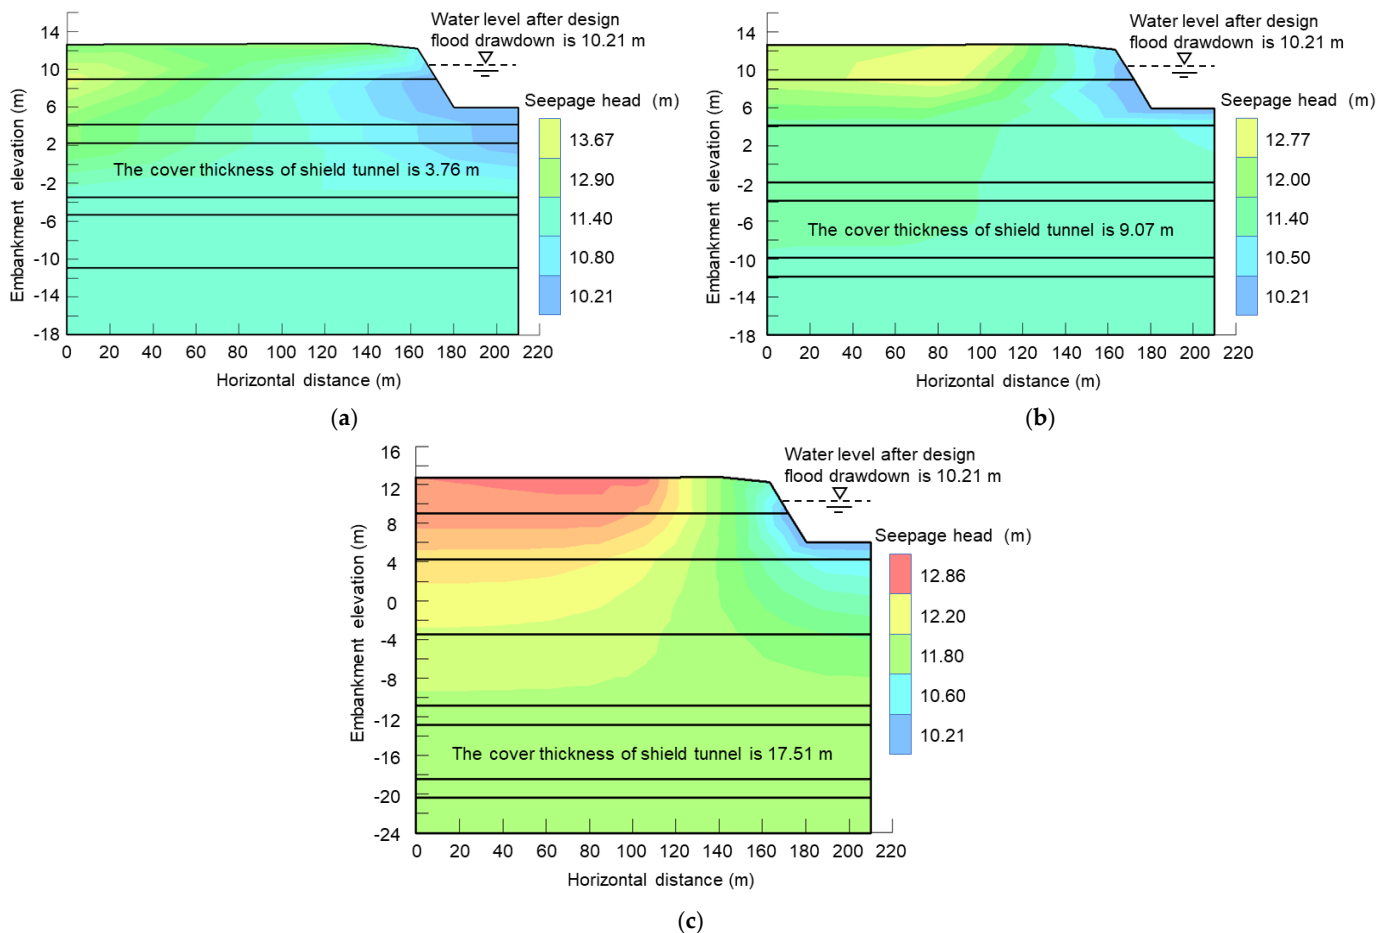 Water level after design
flood drawdown is 10.21 m
14
10
6
2
-2
-6
-10
-14
-18
Embankment elevation (m)
The cover thickness of shield tunnel is 3.76 m
0 20 40 60 80 100 120 140 160 180 200 220
Horizontal distance (m)
Seepage head (m)
13.67
12.90
11.40
10.80
10.21
(a)
Water level after design
flood drawdown is 10.21 m
14
10
6
2
-2
-6
-10
-14
-18
Embankment elevation (m)
The cover thickness of shield tunnel is 9.07 m
0 20 40 60 80 100 120 140 160 180 200 220
Horizontal distance (m)
Seepage head (m)
12.77
12.00
11.40
10.50
10.21
(b)
Water level after design
flood drawdown is 10.21 m
16
12
8
4
0
-4
-8
-12
-16
-20
-24
Embankment elevation (m)
The cover thickness of shield tunnel is 17.51 m
0 20 40 60 80 100 120 140 160 180 200 220
Horizontal distance (m)
Seepage head (m)
12.86
12.20
11.80
10.60
10.21
(c)